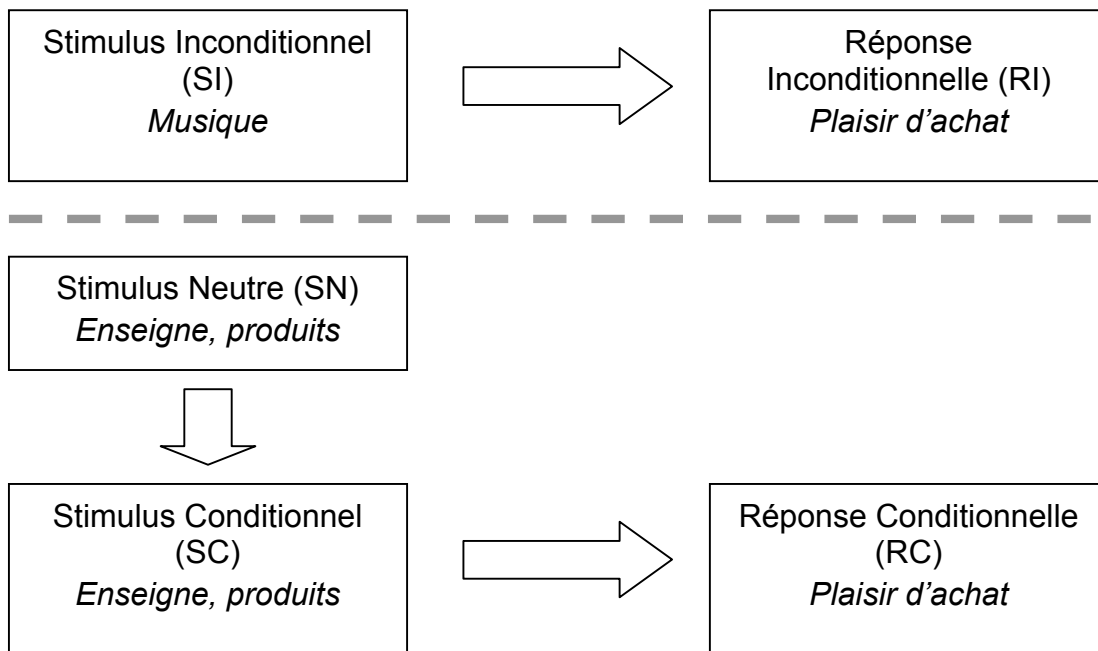 Stimulus Inconditionnel
(SI)
Musique
Réponse
Inconditionnelle (RI)
Plaisir d’achat
Stimulus Neutre (SN)
Enseigne, produits
Stimulus Conditionnel
(SC)
Enseigne, produits
Réponse Conditionnelle
(RC)
Plaisir d’achat